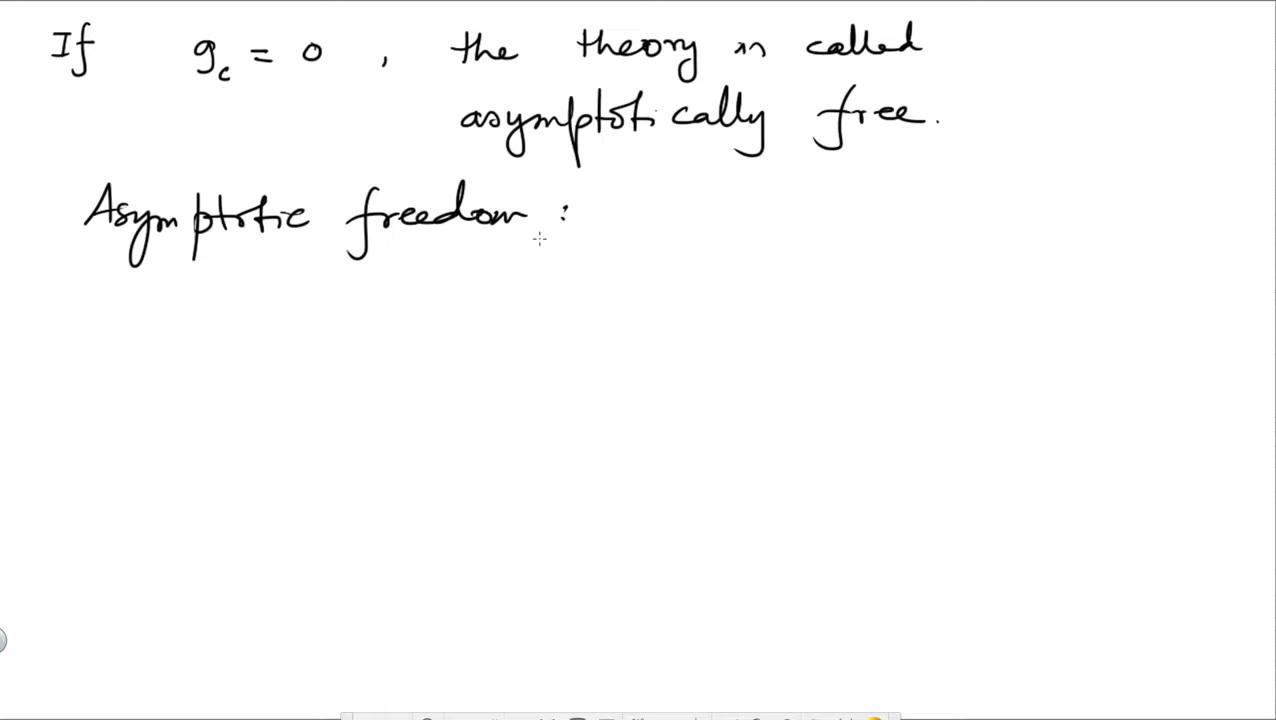 If g_c = 0 , the theory is called
asymptotically free.
Asymptotic freedom :